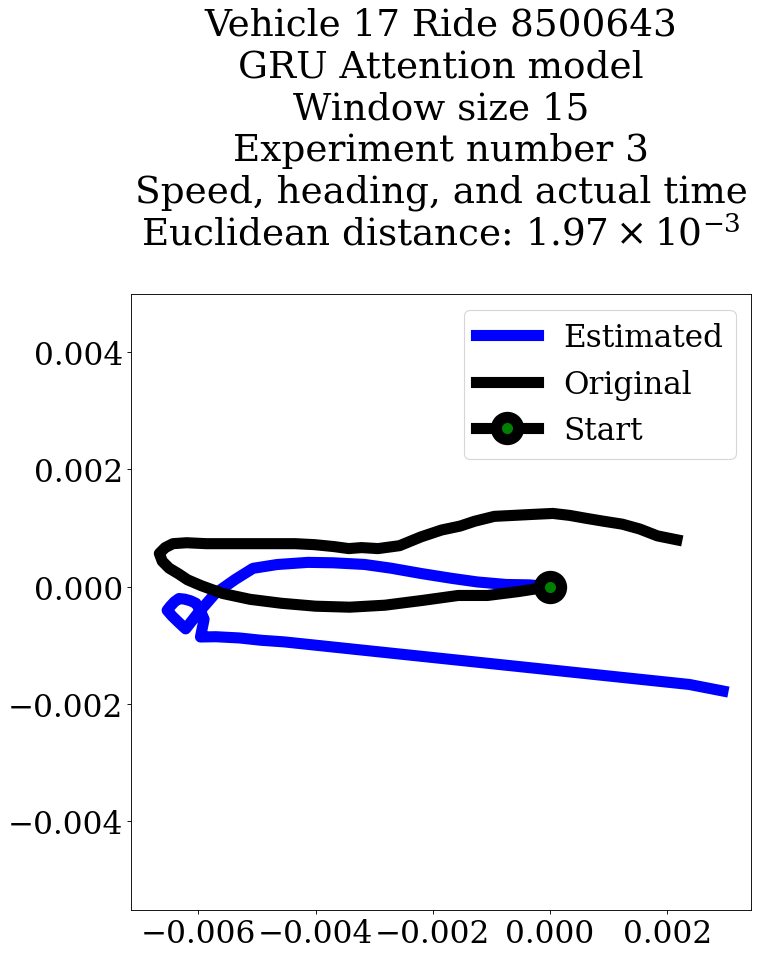 Vehicle 17 Ride 8500643
GRU Attention model
Window size 15
Experiment number 3
Speed, heading, and actual time
Euclidean distance: 1.97 × 10⁻³
Estimated
Original
Start
0.004
0.002
0.000
−0.002
−0.004
−0.006 −0.004 −0.002 0.000 0.002